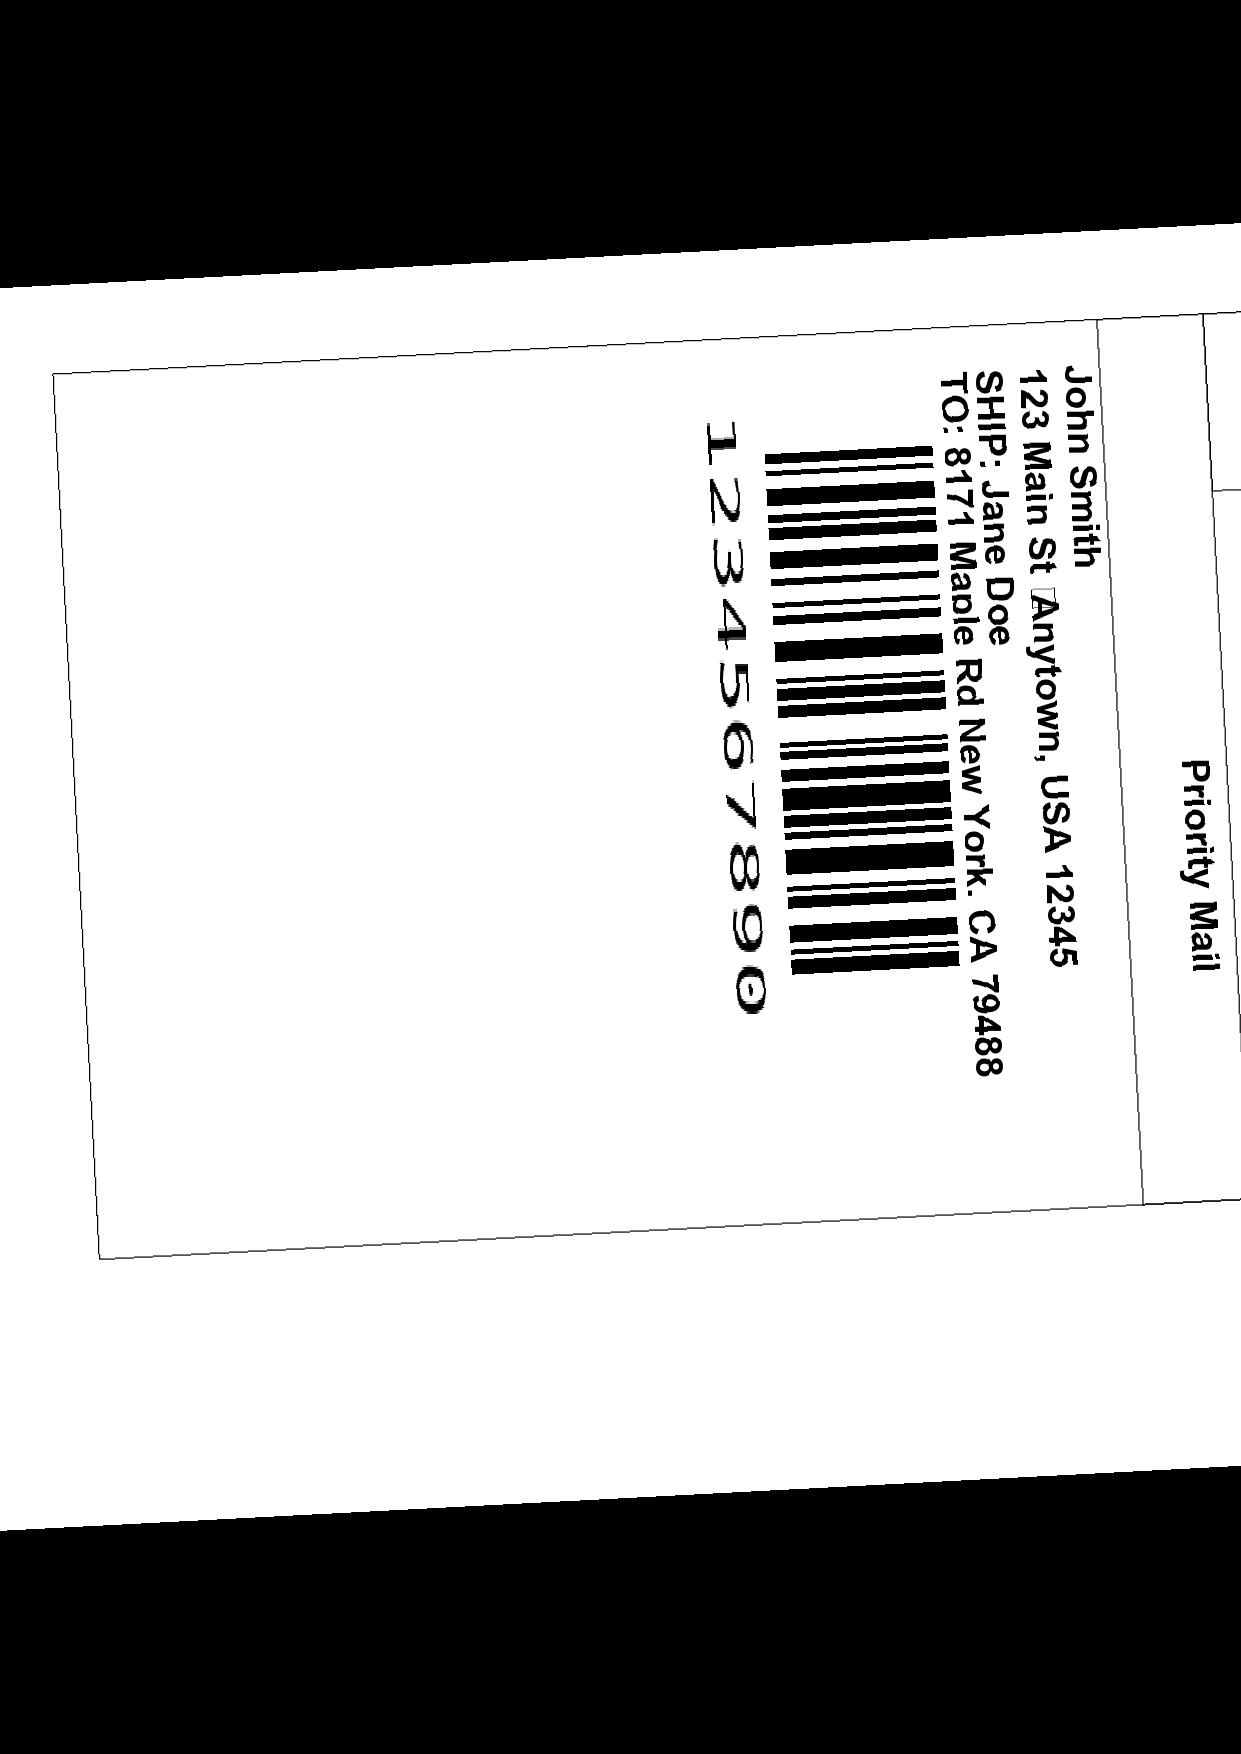 Priority Mail
John Smith
123 Main St Anytown, USA 12345
SHIP: Jane Doe
TO: 8171 Maple Rd New York. CA 79488
1234567890